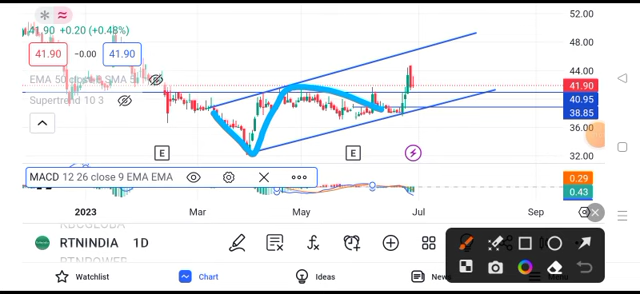 41.90 +0.20 (+0.48%)
41.90 −0.00 41.90
EMA 50 close
SMA 5
Supertrend 10 3
52.00
48.00
44.00
41.90
40.95
38.85
36.00
32.00
E
E
MACD 12 26 close 9 EMA EMA
0.29
0.43
2023 Mar May Jul Sep
RTNINDIA 1D
RTNPOWER
Watchlist Chart Ideas News Menu